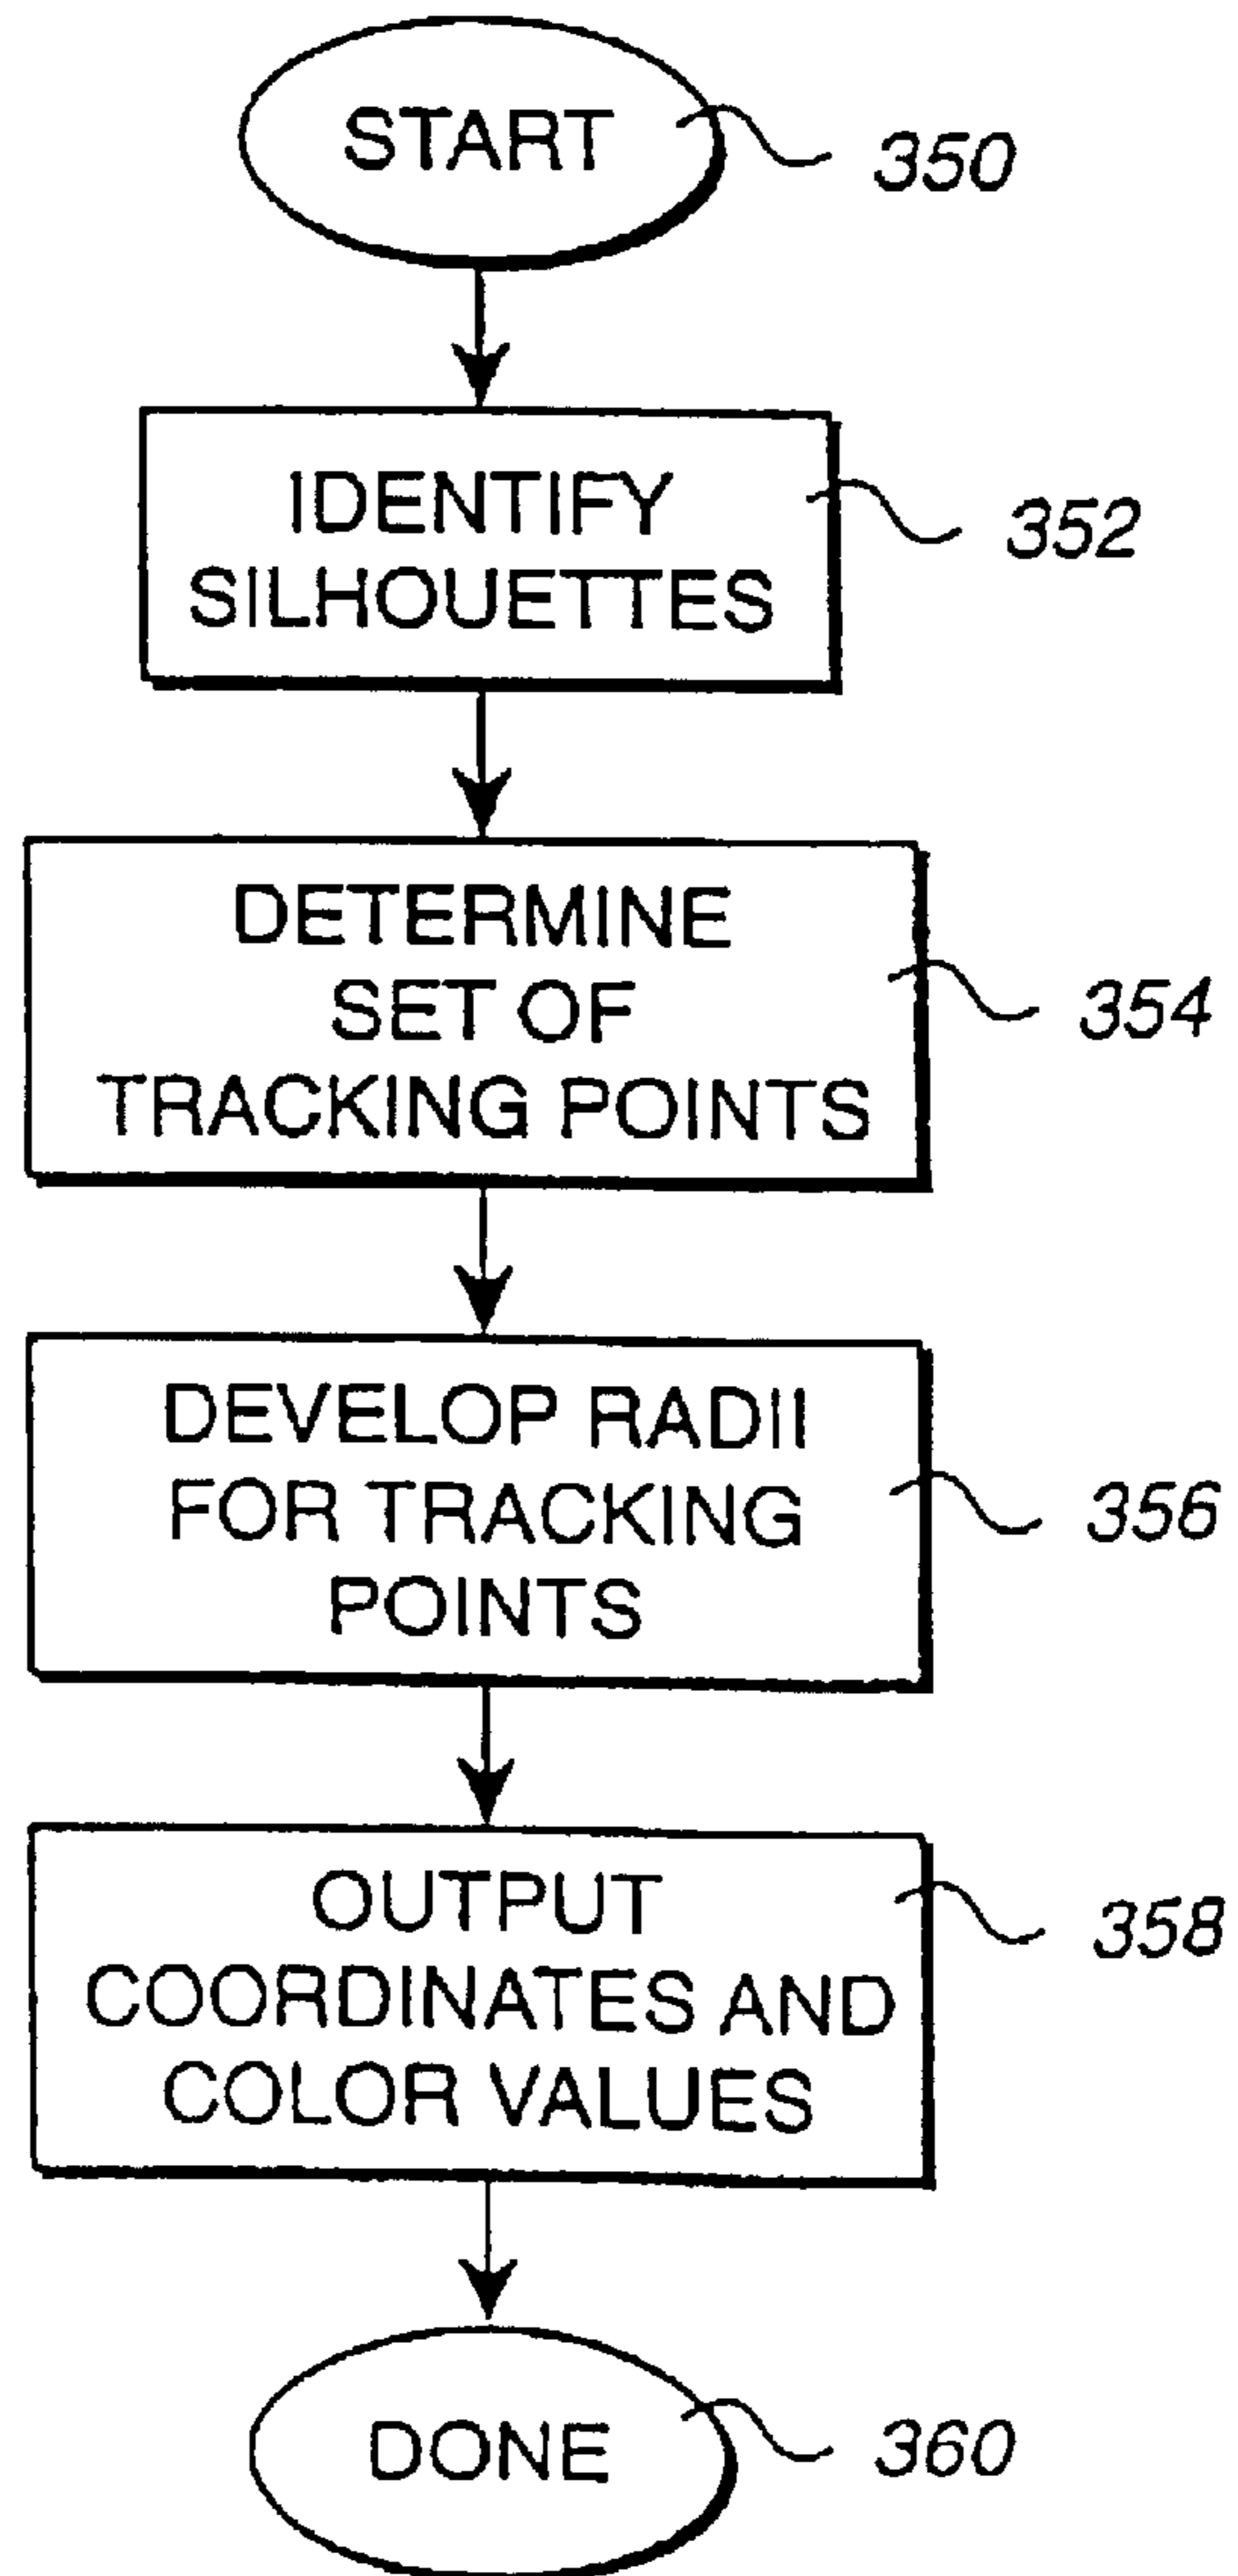 START
350
IDENTIFY
SILHOUETTES
352
DETERMINE
SET OF
TRACKING POINTS
354
DEVELOP RADII
FOR TRACKING
POINTS
356
OUTPUT
COORDINATES AND
COLOR VALUES
358
DONE
360